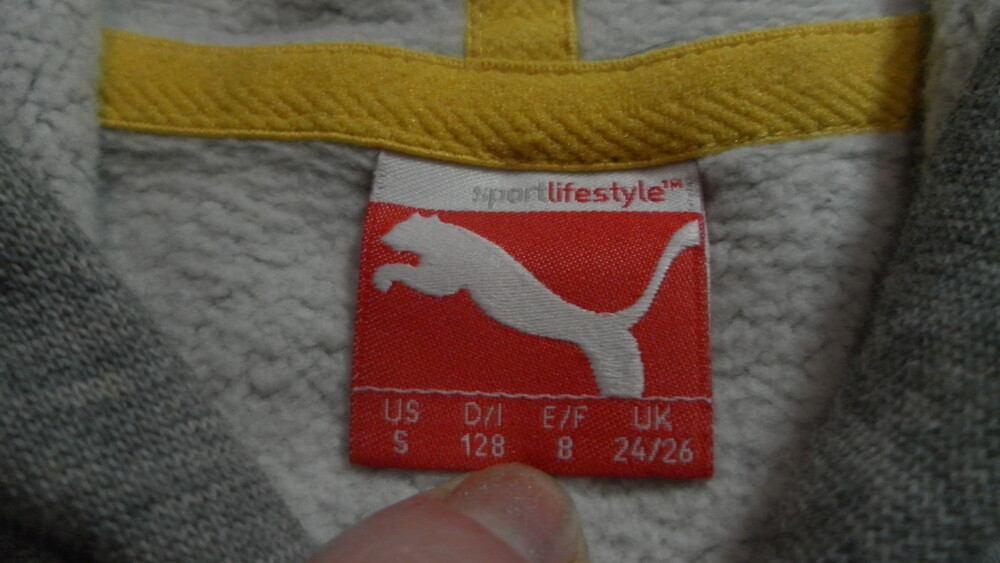 sportlifestyle™
US D/I E/F UK
S 128 8 24/26